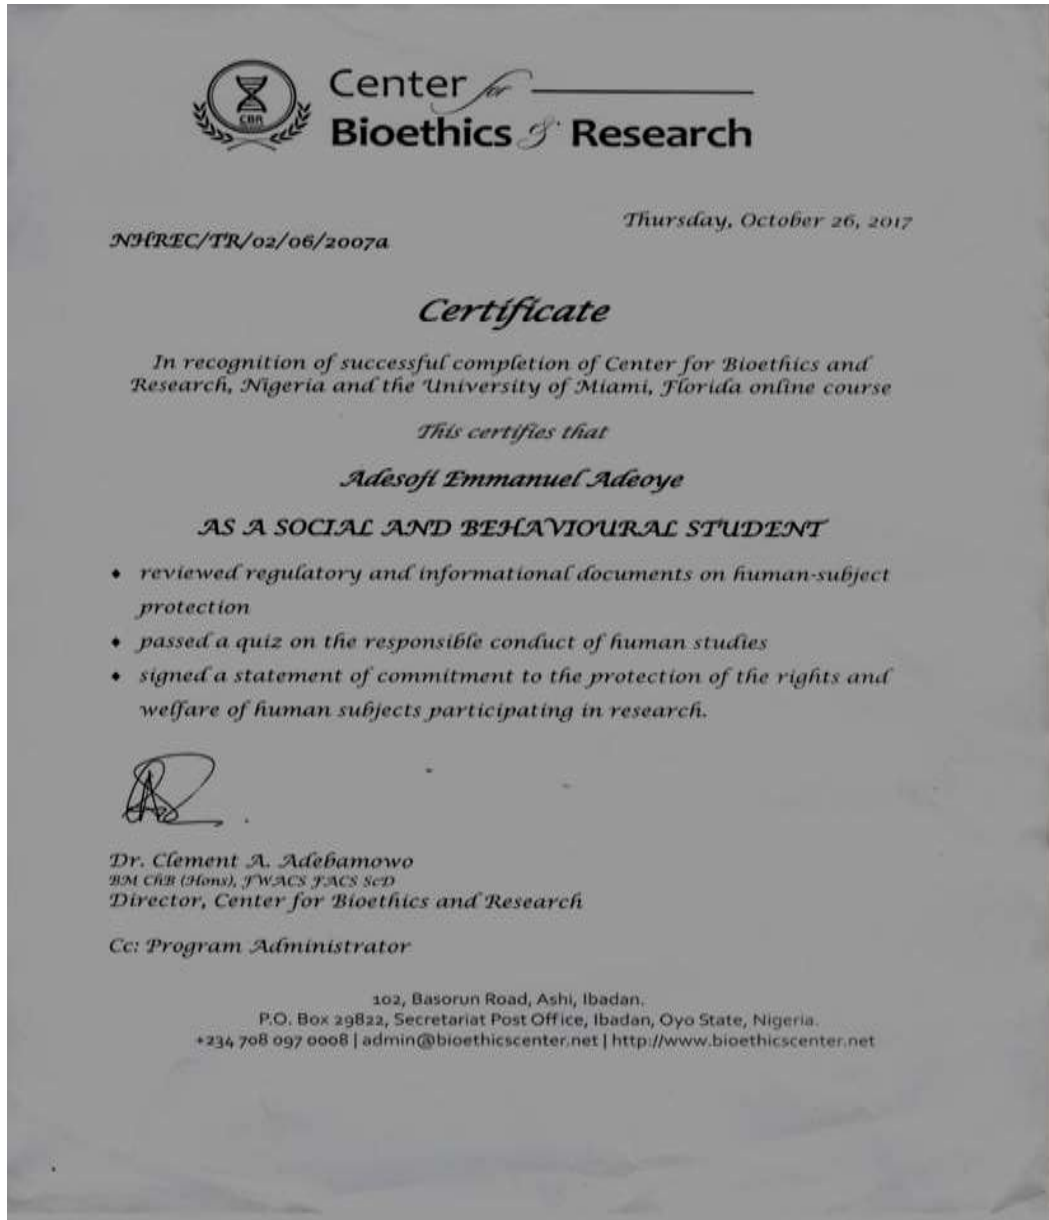 CBR
Center for
Bioethics & Research
Thursday, October 26, 2017
NHREC/TR/02/06/2007a
Certificate
In recognition of successful completion of Center for Bioethics and
Research, Nigeria and the University of Miami, Florida online course
This certifies that
Adesoji Emmanuel Adeoye
AS A SOCIAL AND BEHAVIOURAL STUDENT
• reviewed regulatory and informational documents on human-subject
protection
• passed a quiz on the responsible conduct of human studies
• signed a statement of commitment to the protection of the rights and
welfare of human subjects participating in research.
Dr. Clement A. Adebamowo
BM ChB (Hons), FWACS FACS ScD
Director, Center for Bioethics and Research
Cc: Program Administrator
102, Basorun Road, Ashi, Ibadan.
P.O. Box 29822, Secretariat Post Office, Ibadan, Oyo State, Nigeria.
+234 708 097 0008 | admin@bioethicscenter.net | http://www.bioethicscenter.net